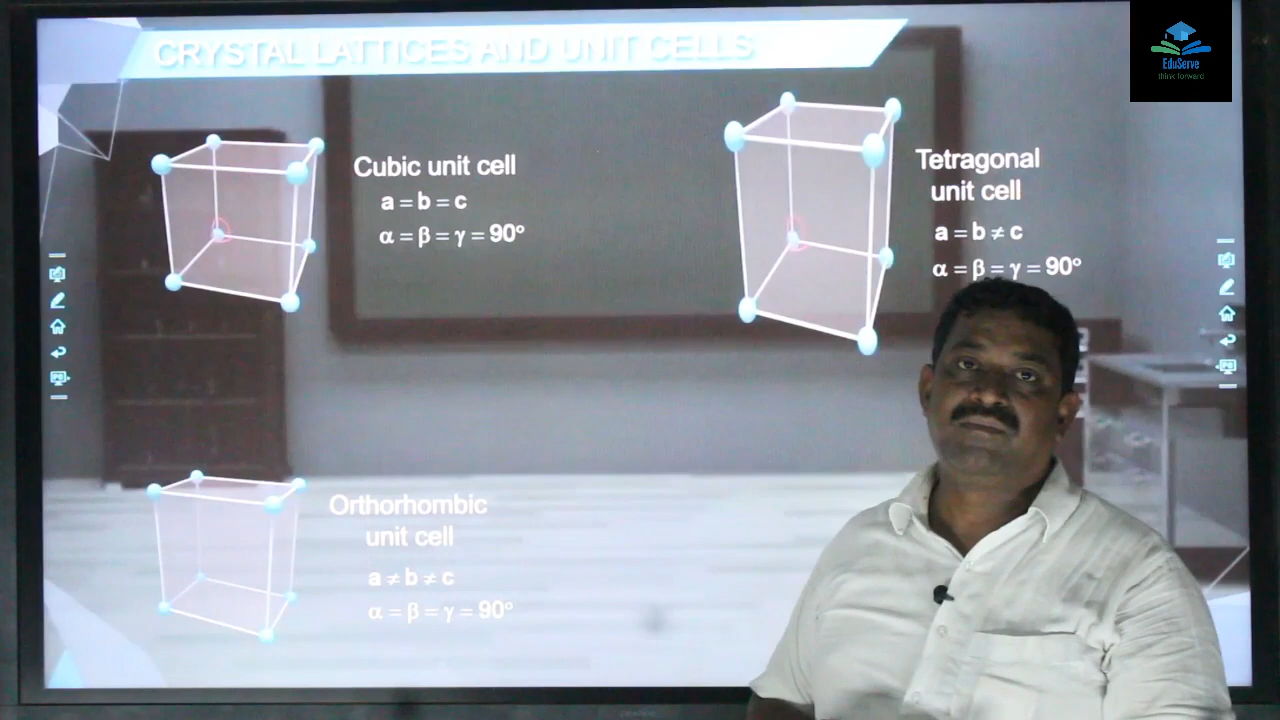 CRYSTAL LATTICES AND UNIT CELLS
EduServe
think forward
Cubic unit cell
a = b = c
α = β = γ = 90°
Tetragonal
unit cell
a = b ≠ c
α = β = γ = 90°
Orthorhombic
unit cell
a ≠ b ≠ c
α = β = γ = 90°